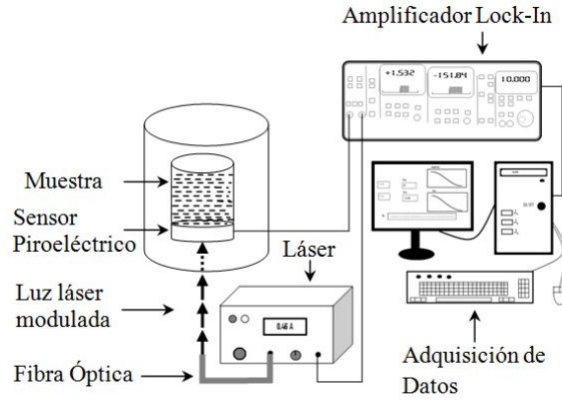 Amplificador Lock-In
+1.532
-151.84
10.000
Muestra
Sensor
Piroeléctrico
Láser
Luz láser
modulada
Fibra Óptica
Adquisición de
Datos